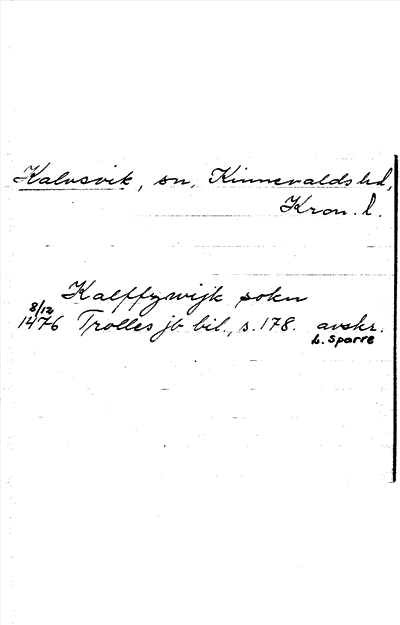 Kalvsvik, sn, Kinnevalds hd,
Kron. l.
Kalffzwijk sokn
8/12
1476 Trolles jb bil., s. 178. avskr.
L. Sparre